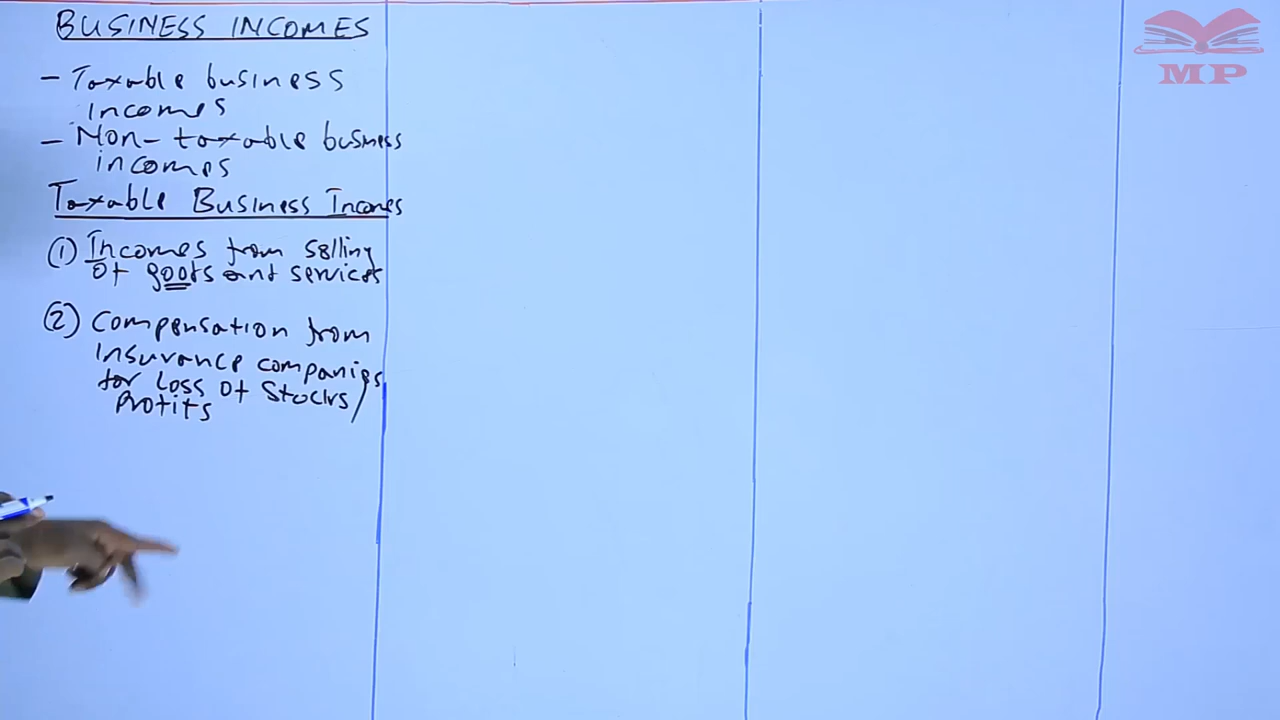 BUSINESS INCOMES
- Taxable business
incomes
- Non-taxable business
incomes
Taxable Business Incomes
(1) Incomes from selling
of goods and services
(2) Compensation from
insurance companies
for Loss of Stocks/
Profits
MP